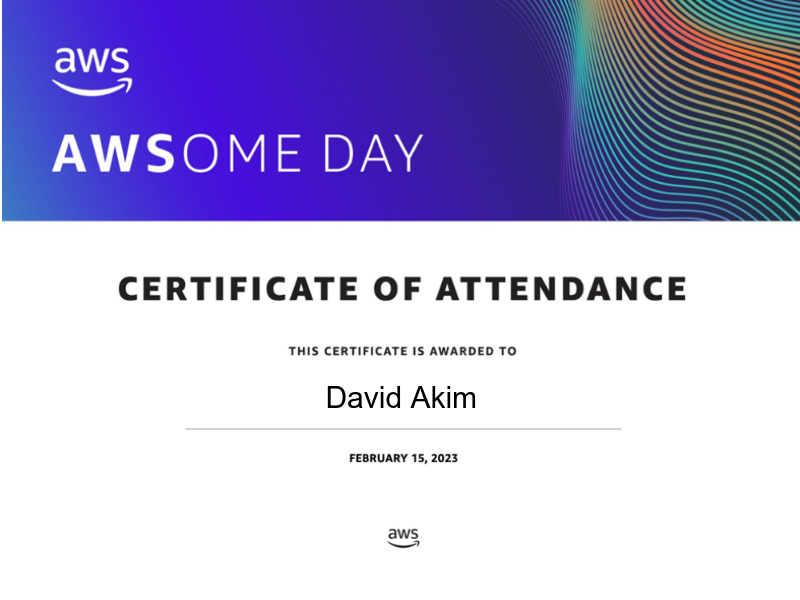 aws
AWSOME DAY
CERTIFICATE OF ATTENDANCE
THIS CERTIFICATE IS AWARDED TO
David Akim
FEBRUARY 15, 2023
aws